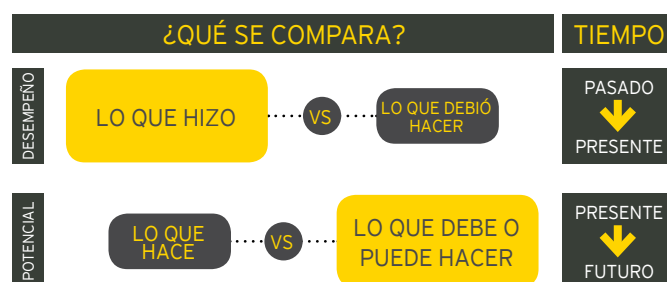 ¿QUÉ SE COMPARA?
TIEMPO
DESEMPEÑO
LO QUE HIZO
VS
LO QUE DEBIÓ
HACER
PASADO
PRESENTE
POTENCIAL
LO QUE
HACE
VS
LO QUE DEBE O
PUEDE HACER
PRESENTE
FUTURO